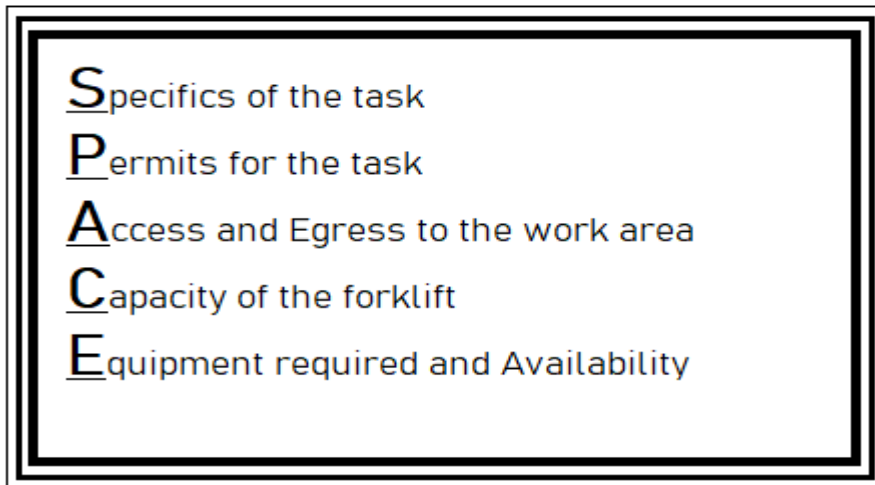 Specifics of the task
Permits for the task
Access and Egress to the work area
Capacity of the forklift
Equipment required and Availability